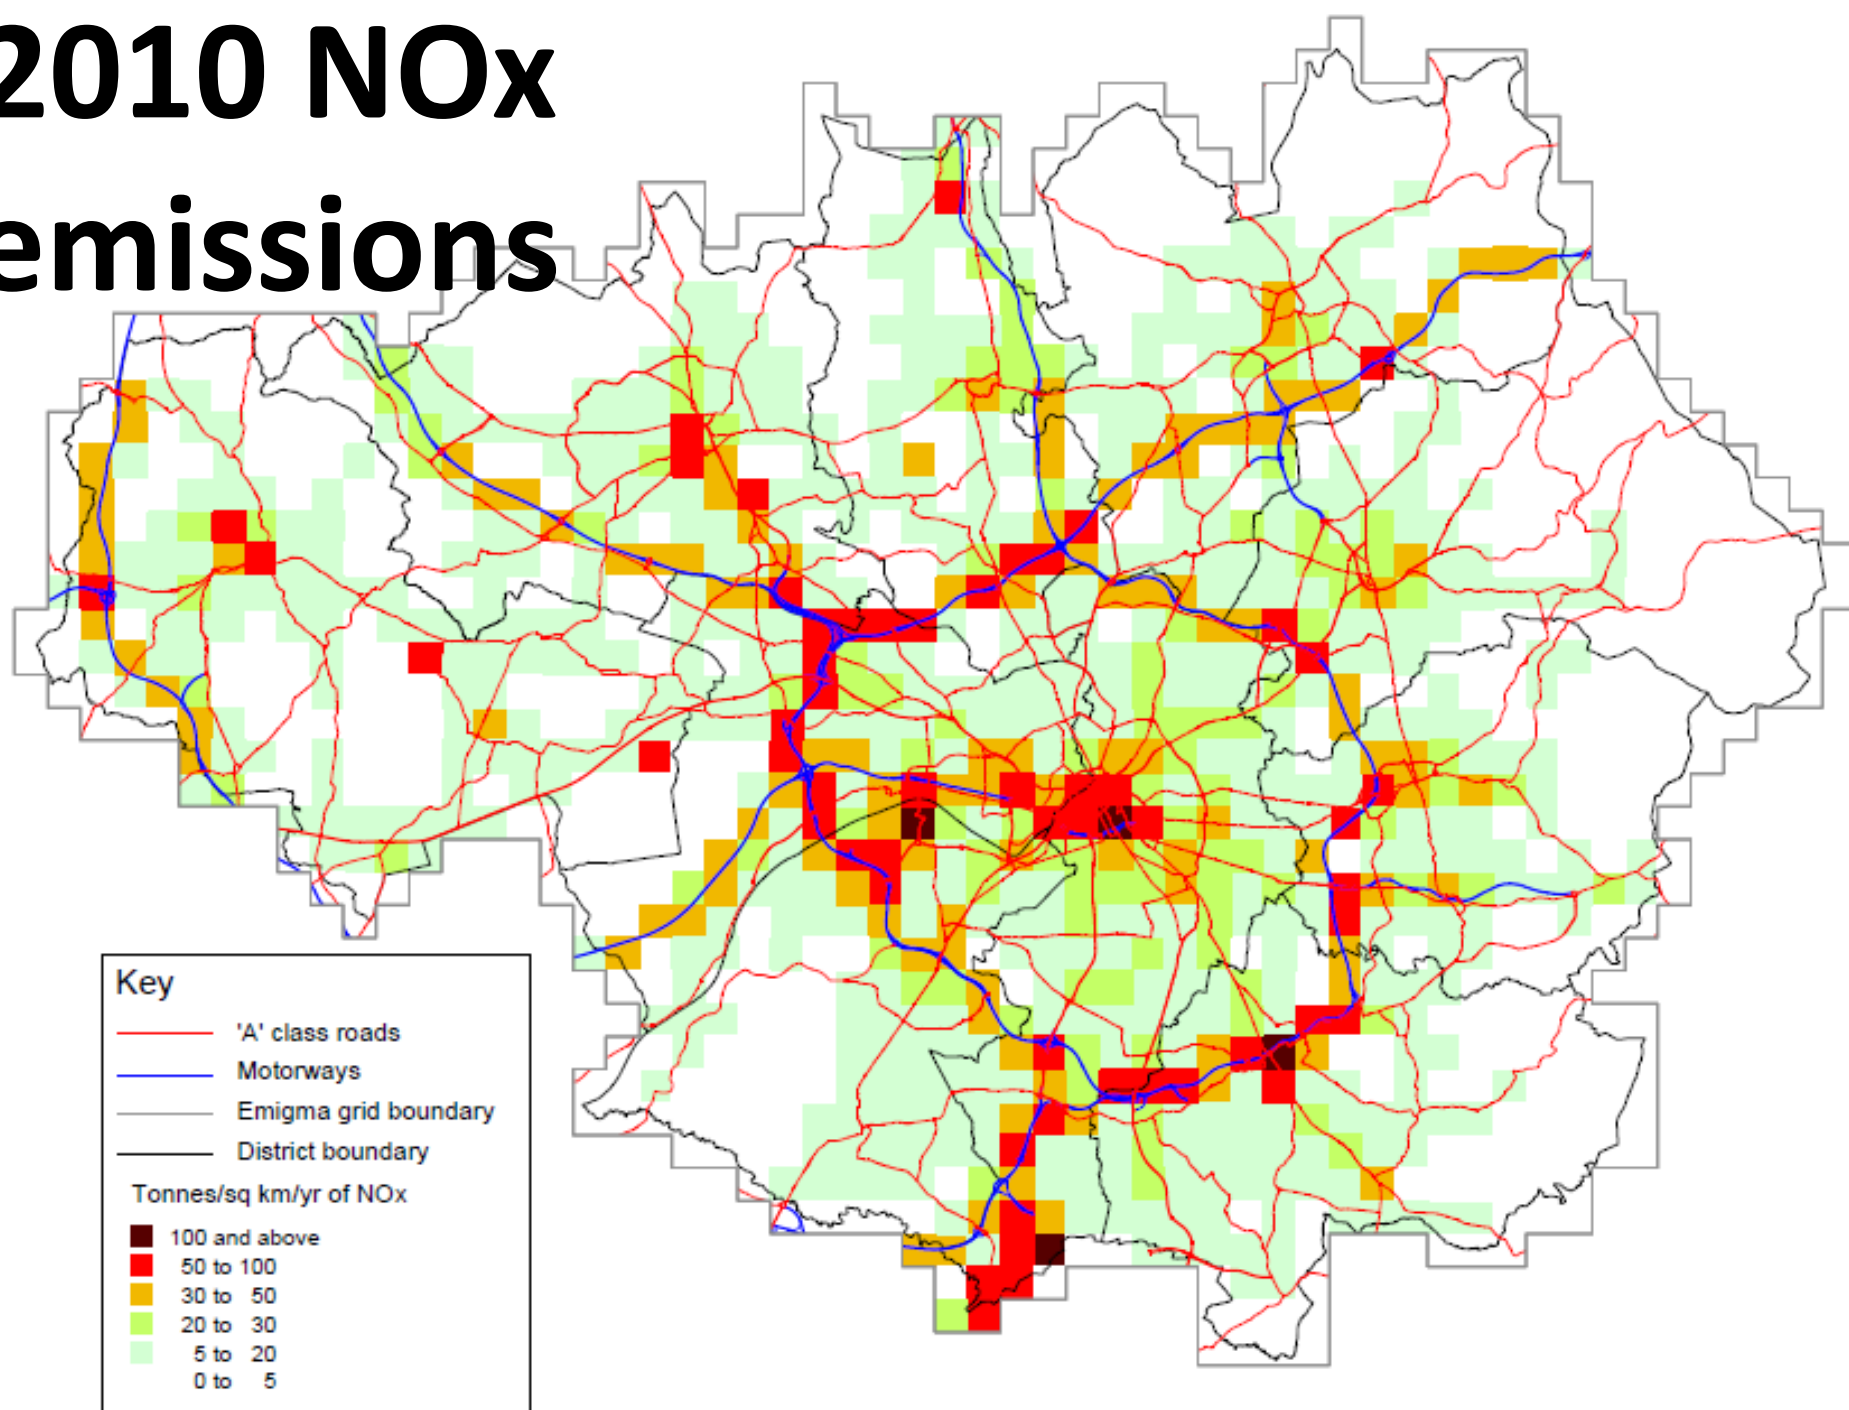 2010 NOx
emissions
Key
'A' class roads
Motorways
Emigma grid boundary
District boundary
Tonnes/sq km/yr of NOx
100 and above
50 to 100
30 to 50
20 to 30
5 to 20
0 to 5